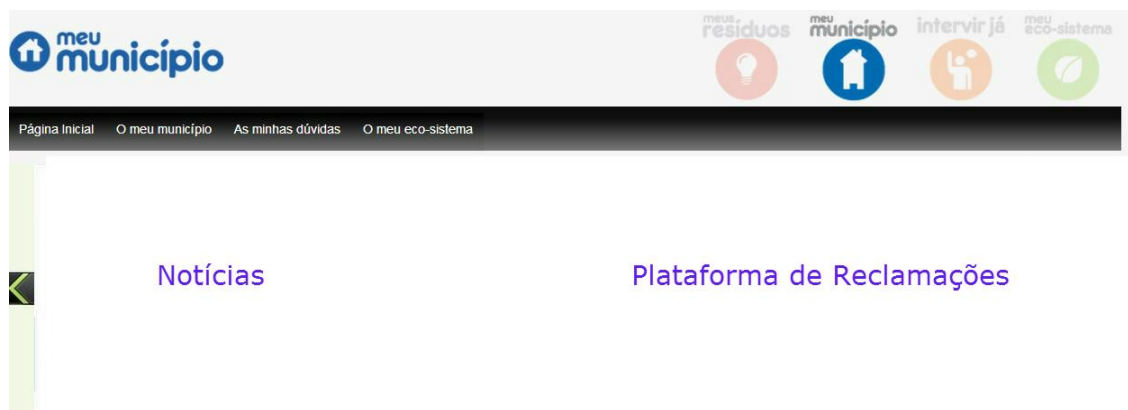 meu
município
meus
resíduos
meu
município
intervir já
meu
eco-sistema
Página Inicial O meu município As minhas dúvidas O meu eco-sistema
Notícias Plataforma de Reclamações